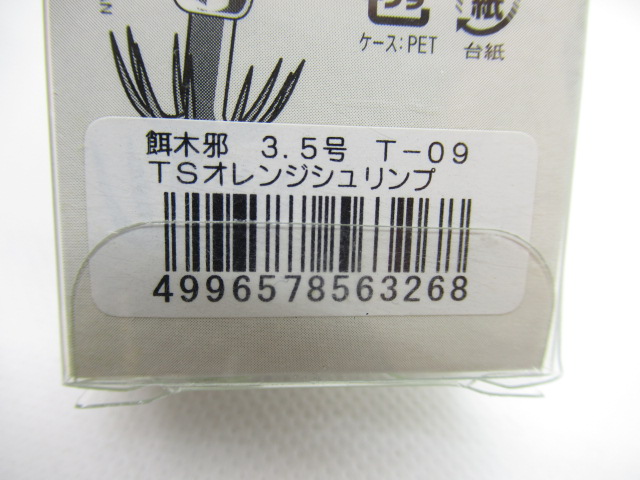 紙
ケース:PET
台紙
餌木邪 3.5号 T-09
TSオレンジシュリンプ
4996578563268